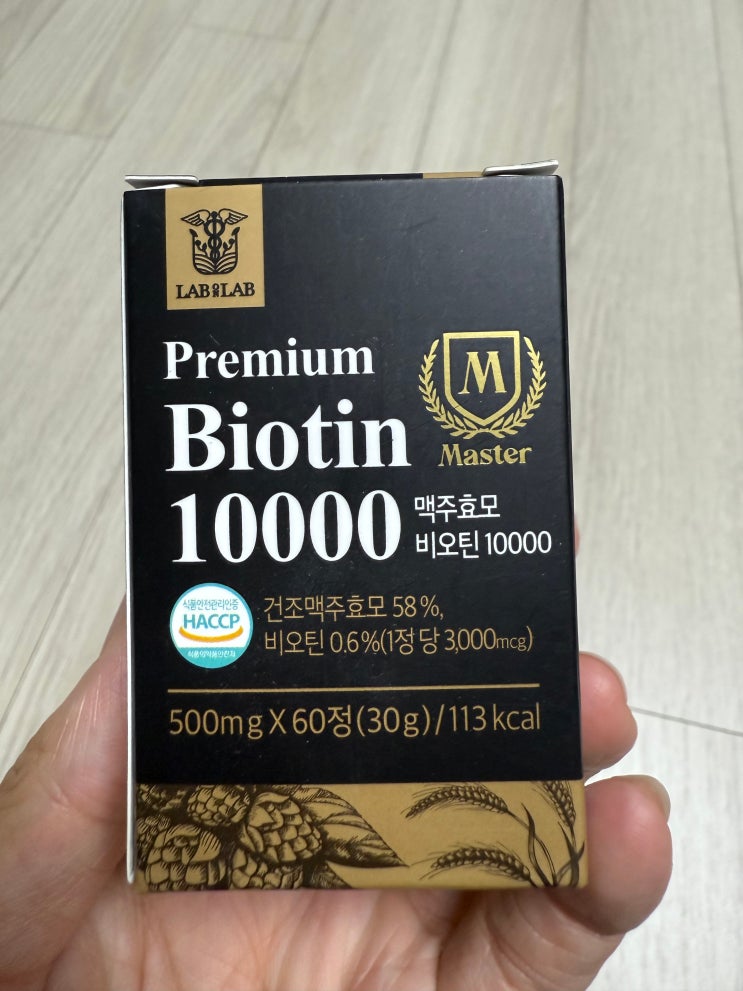 LAB ON LAB
Premium
Biotin
10000
M
Master
맥주효모
비오틴 10000
식품안전관리인증
HACCP
식품의약품안전처
건조맥주효모 58%,
비오틴 0.6%(1정 당 3,000mcg)
500mg X 60정(30g)/113 kcal